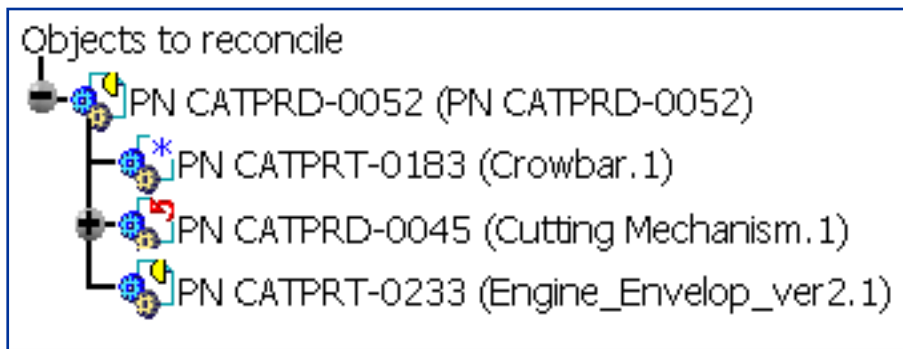 Objects to reconcile
PN CATPRD-0052 (PN CATPRD-0052)
PN CATPRT-0183 (Crowbar.1)
PN CATPRD-0045 (Cutting Mechanism.1)
PN CATPRT-0233 (Engine_Envelop_ver2.1)